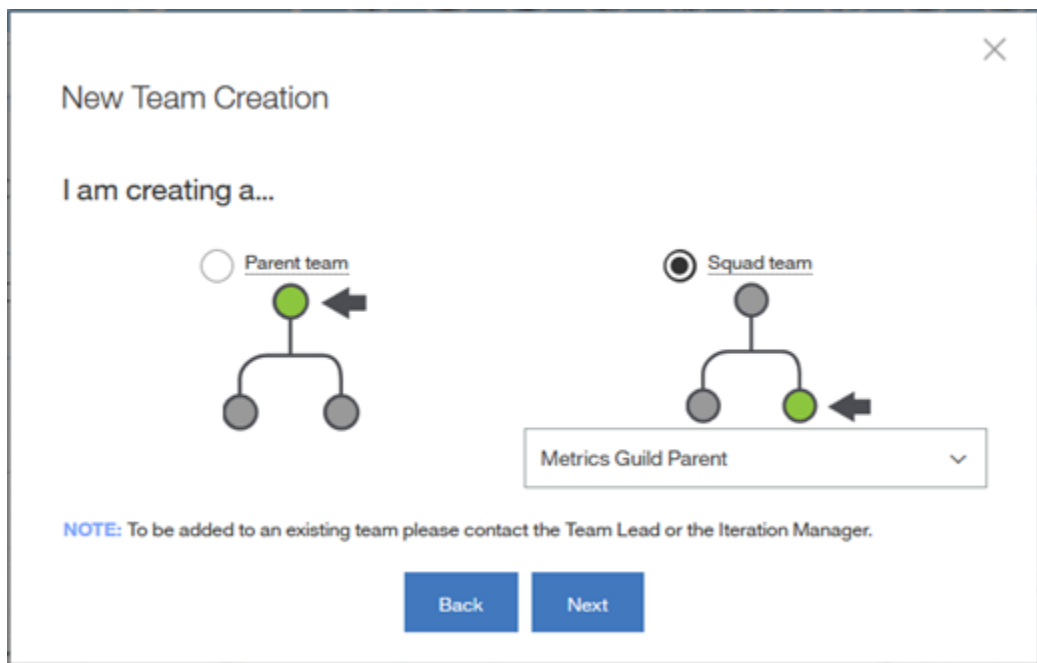 New Team Creation
I am creating a...
Parent team
Squad team
Metrics Guild Parent
NOTE: To be added to an existing team please contact the Team Lead or the Iteration Manager.
Back
Next